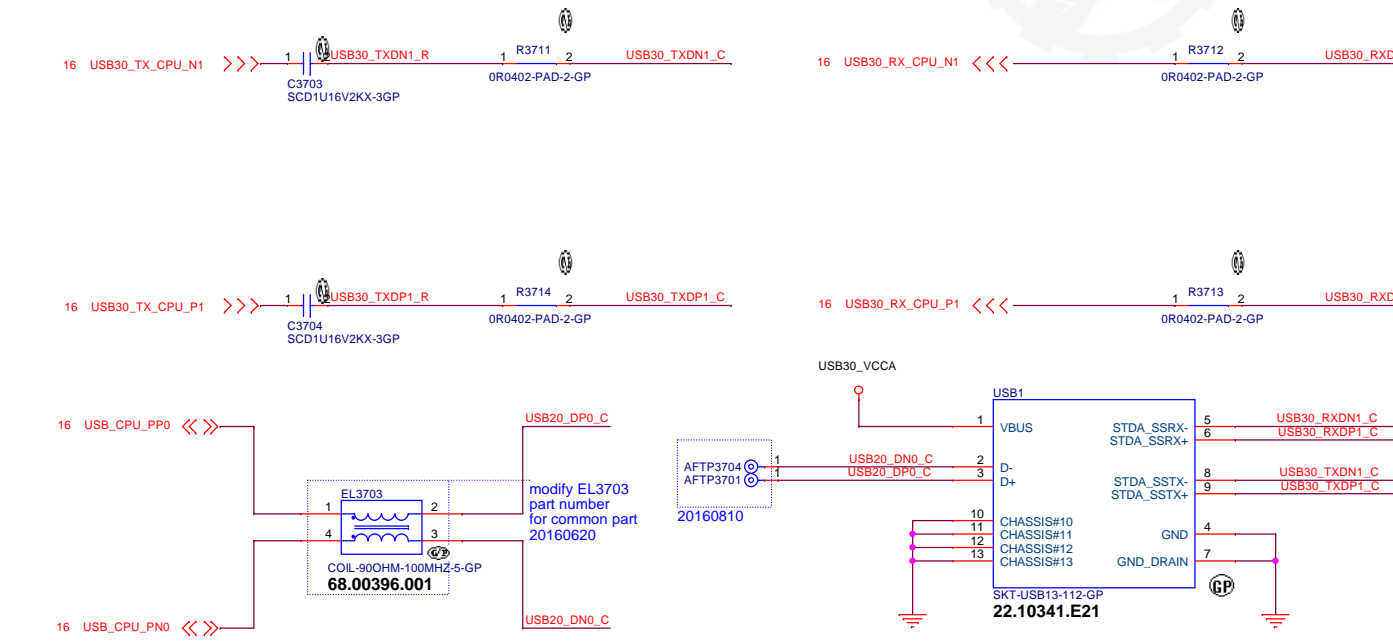 16 USB30_TX_CPU_N1 1 2 USB30_TXDN1_R 1 R3711 2 USB30_TXDN1_C
C3703
SCD1U16V2KX-3GP
0R0402-PAD-2-GP
16 USB30_RX_CPU_N1 1 R3712 2 USB30_RXD
0R0402-PAD-2-GP
16 USB30_TX_CPU_P1 1 2 USB30_TXDP1_R 1 R3714 2 USB30_TXDP1_C
C3704
SCD1U16V2KX-3GP
0R0402-PAD-2-GP
16 USB30_RX_CPU_P1 1 R3713 2 USB30_RXD
0R0402-PAD-2-GP
16 USB_CPU_PP0
USB20_DP0_C
EL3703
1 2
4 3
GP
COIL-90OHM-100MHZ-5-GP
68.00396.001
modify EL3703
part number
for common part
20160620
16 USB_CPU_PN0
USB20_DN0_C
USB30_VCCA
AFTP3704 1 USB20_DN0_C
AFTP3701 1 USB20_DP0_C
20160810
USB1
1 VBUS
2 D-
3 D+
10 CHASSIS#10
11 CHASSIS#11
12 CHASSIS#12
13 CHASSIS#13
STDA_SSRX- 5 USB30_RXDN1_C
STDA_SSRX+ 6 USB30_RXDP1_C
STDA_SSTX- 8 USB30_TXDN1_C
STDA_SSTX+ 9 USB30_TXDP1_C
GND 4
GND_DRAIN 7
GP
SKT-USB13-112-GP
22.10341.E21